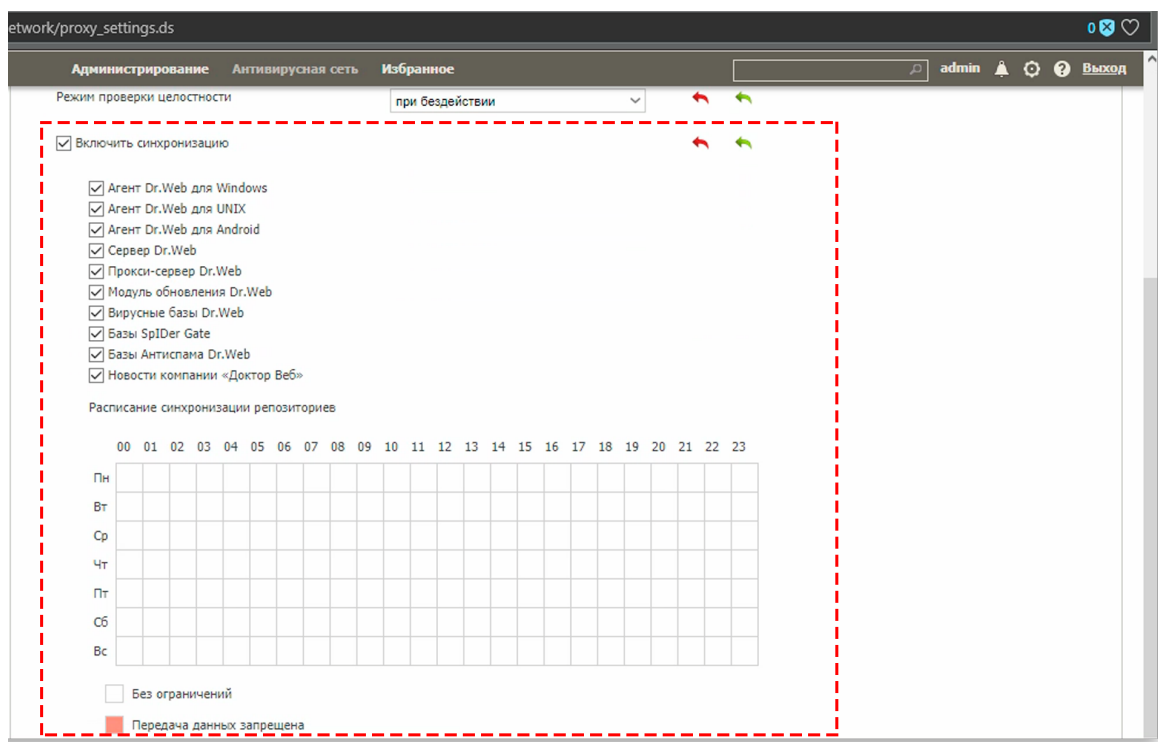 etwork/proxy_settings.ds 0
Администрирование Антивирусная сеть Избранное admin Выход
Режим проверки целостности при бездействии
Включить синхронизацию
Агент Dr.Web для Windows
Агент Dr.Web для UNIX
Агент Dr.Web для Android
Сервер Dr.Web
Прокси-сервер Dr.Web
Модуль обновления Dr.Web
Вирусные базы Dr.Web
Базы SpIDer Gate
Базы Антиспама Dr.Web
Новости компании «Доктор Веб»
Расписание синхронизации репозиториев
00 01 02 03 04 05 06 07 08 09 10 11 12 13 14 15 16 17 18 19 20 21 22 23
Пн
Вт
Ср
Чт
Пт
Сб
Вс
Без ограничений
Передача данных запрещена